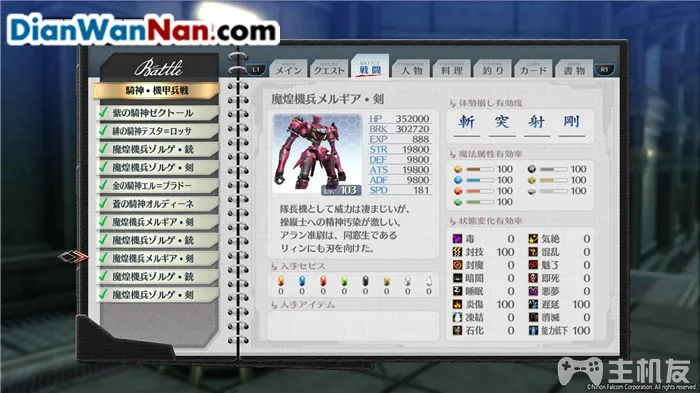 DianWanNan.com
Battle
L1
メイン
クエスト
BATTLE
戦闘
人物
料理
釣り
カード
書物
R1
騎神・機甲兵戦
紫の騎神ゼクトール
緋の騎神テスタ=ロッサ
魔煌機兵ゾルゲ・銃
魔煌機兵ゾルゲ・剣
金の騎神エル=プラドー
蒼の騎神オルディーネ
魔煌機兵メルギア・剣
魔煌機兵ゾルゲ・銃
魔煌機兵メルギア・剣
魔煌機兵ゾルゲ・銃
魔煌機兵ゾルゲ・剣
魔煌機兵メルギア・剣
HP 352000
BRK 302720
EXP 888
STR 19800
DEF 9800
ATS 19800
ADF 9800
SPD 181
Lv. 103
隊長機として威力は凄まじいが、
操縦士への精神汚染が激しい。
アラン准尉は、同窓生である
リィンにも刃を向けた。
入手セピス
0 0 0 0 0 0 0
入手アイテム
体勢崩し有効度
斬 突 射 剛
魔法属性有効率
100 100
100 100
100 100
100
状態変化有効率
毒 0 気絶 0
封技 100 混乱 0
封魔 0 魅了 0
暗闇 0 即死 0
睡眠 0 悪夢 0
炎傷 100 遅延 100
凍結 0 消滅 0
石化 0 能力低下 100
主机友
©Nihon Falcom Corporation. All rights reserved.